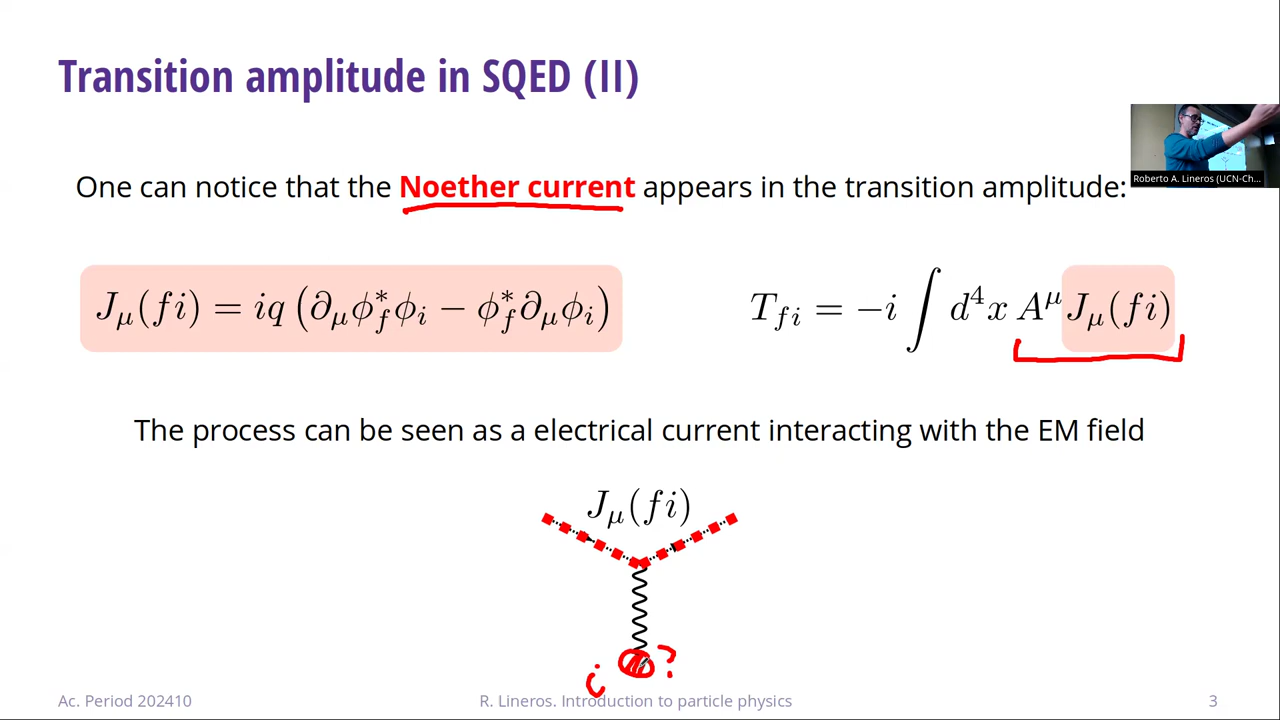 Transition amplitude in SQED (II)
Roberto A. Lineros (UCN-Ch...
One can notice that the Noether current appears in the transition amplitude:
J_μ(fi) = iq (∂_μϕ*_fϕ_i − ϕ*_f∂_μϕ_i)
T_fi = −i ∫ d⁴x A^μ J_μ(fi)
The process can be seen as a electrical current interacting with the EM field
J_μ(fi)
¿ ?
Ac. Period 202410
R. Lineros. Introduction to particle physics
3